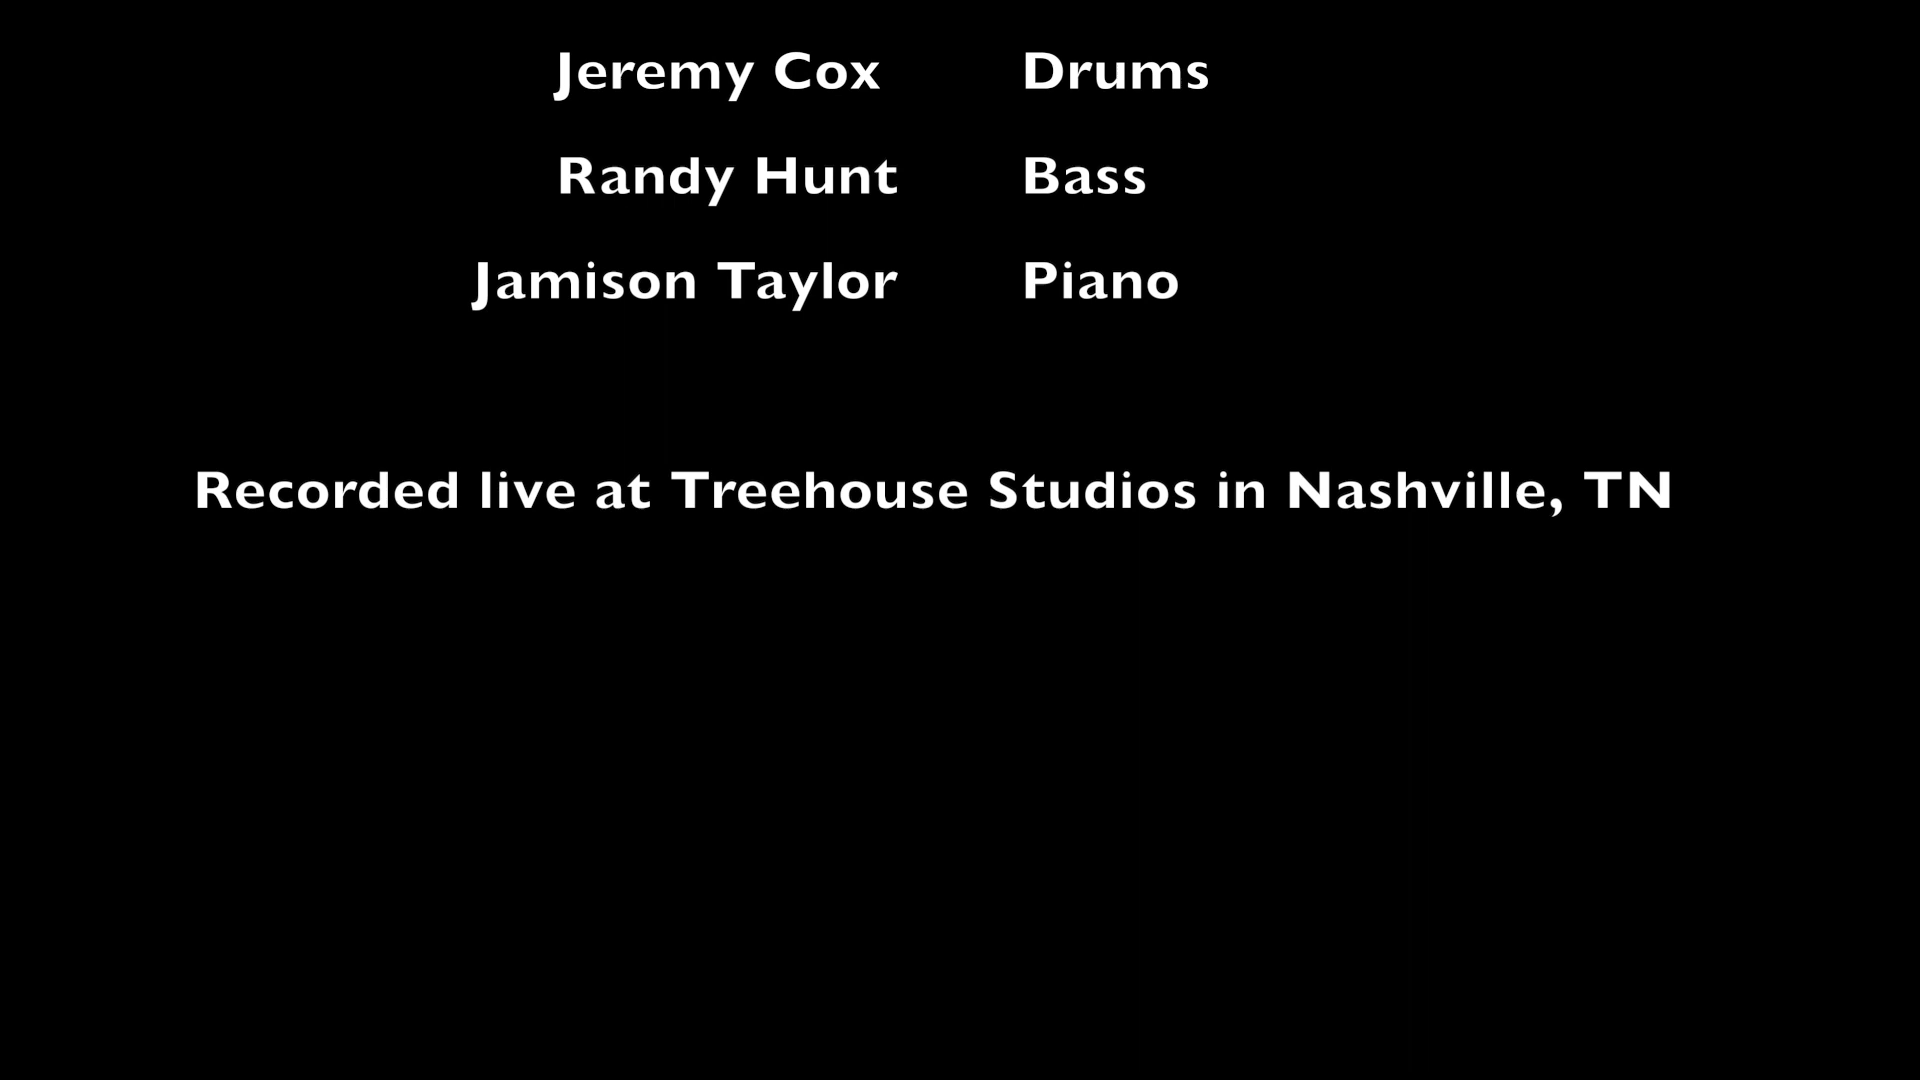 Jeremy Cox Drums
Randy Hunt Bass
Jamison Taylor Piano
Recorded live at Treehouse Studios in Nashville, TN